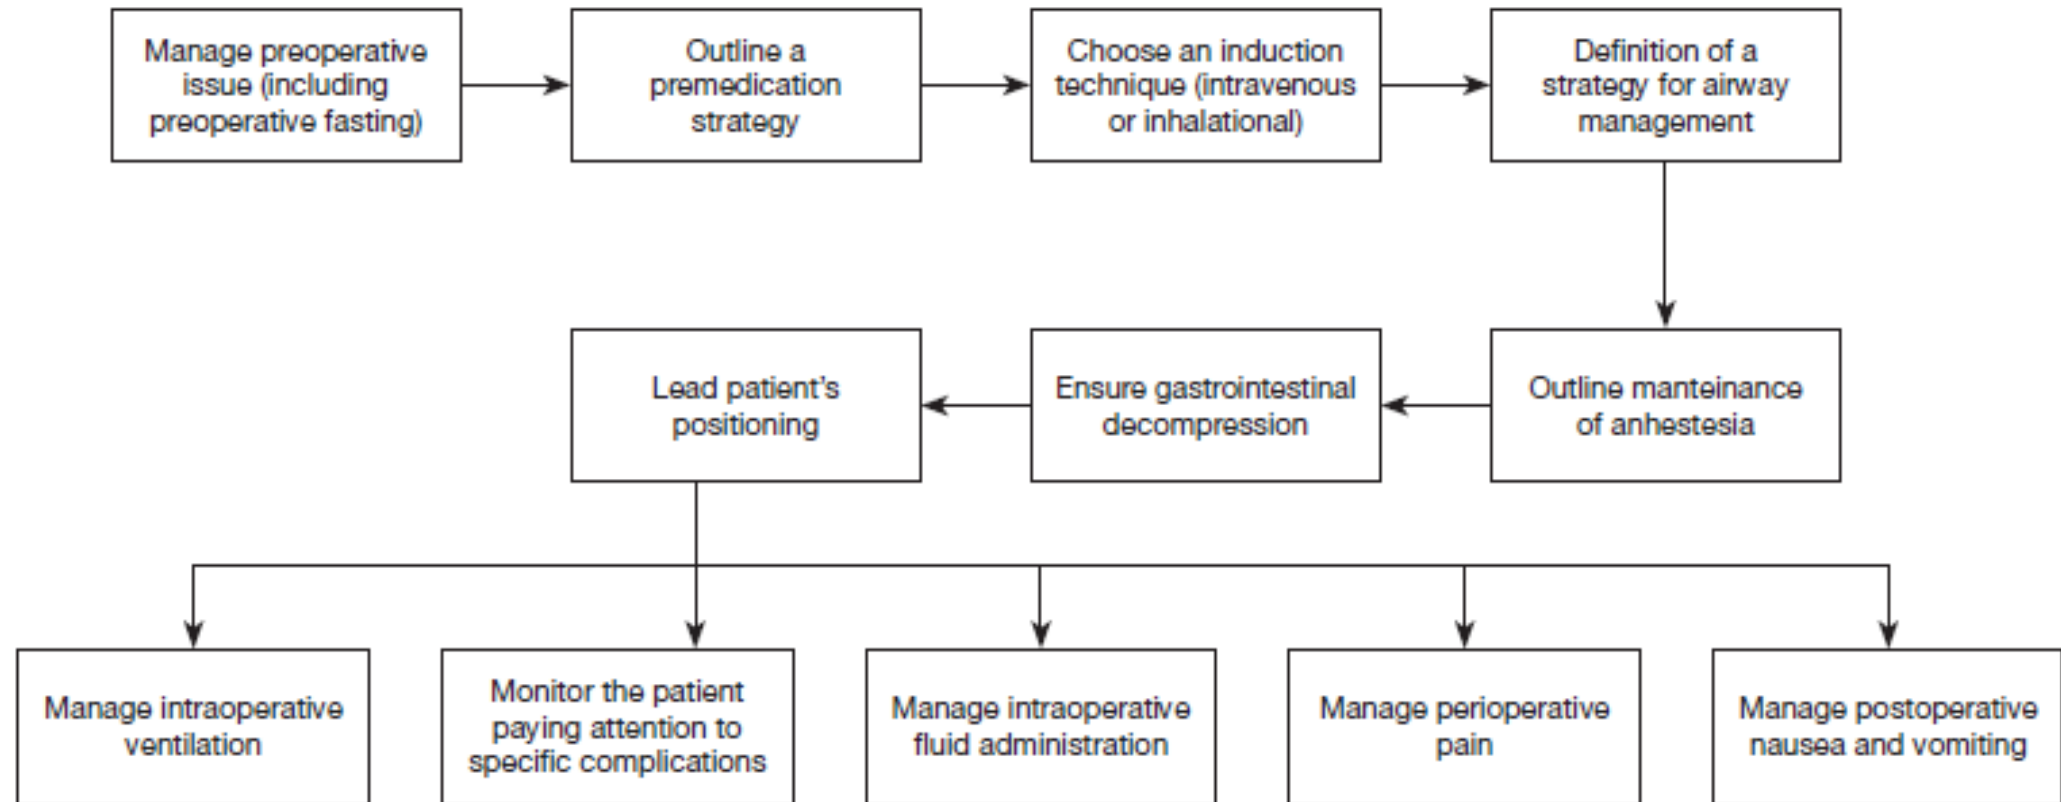 Manage preoperative
issue (including
preoperative fasting)
Outline a
premedication
strategy
Choose an induction
technique (intravenous
or inhalational)
Definition of a
strategy for airway
management
Lead patient's
positioning
Ensure gastrointestinal
decompression
Outline manteinance
of anhestesia
Manage intraoperative
ventilation
Monitor the patient
paying attention to
specific complications
Manage intraoperative
fluid administration
Manage perioperative
pain
Manage postoperative
nausea and vomiting